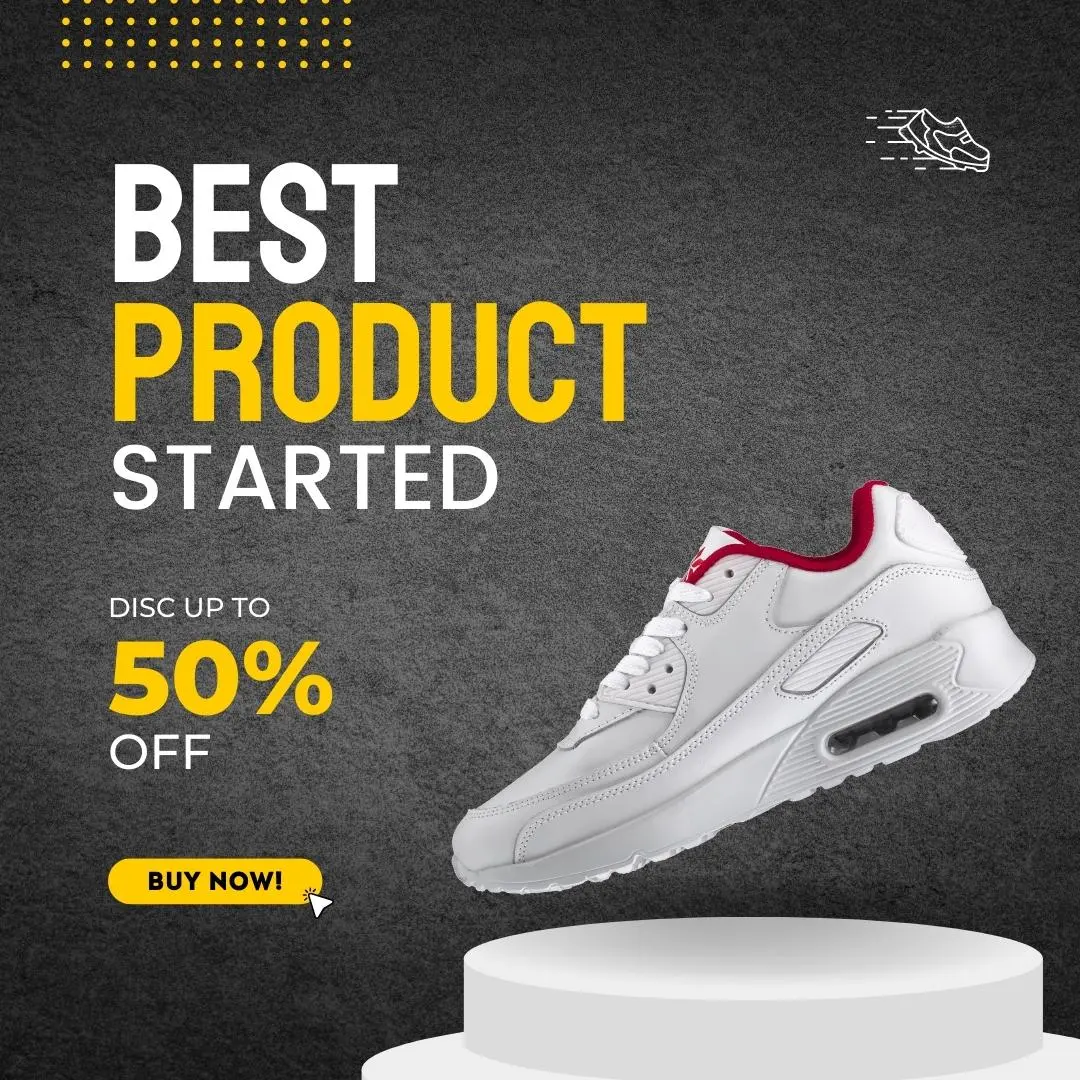 BEST
PRODUCT
STARTED
DISC UP TO
50%
OFF
BUY NOW!